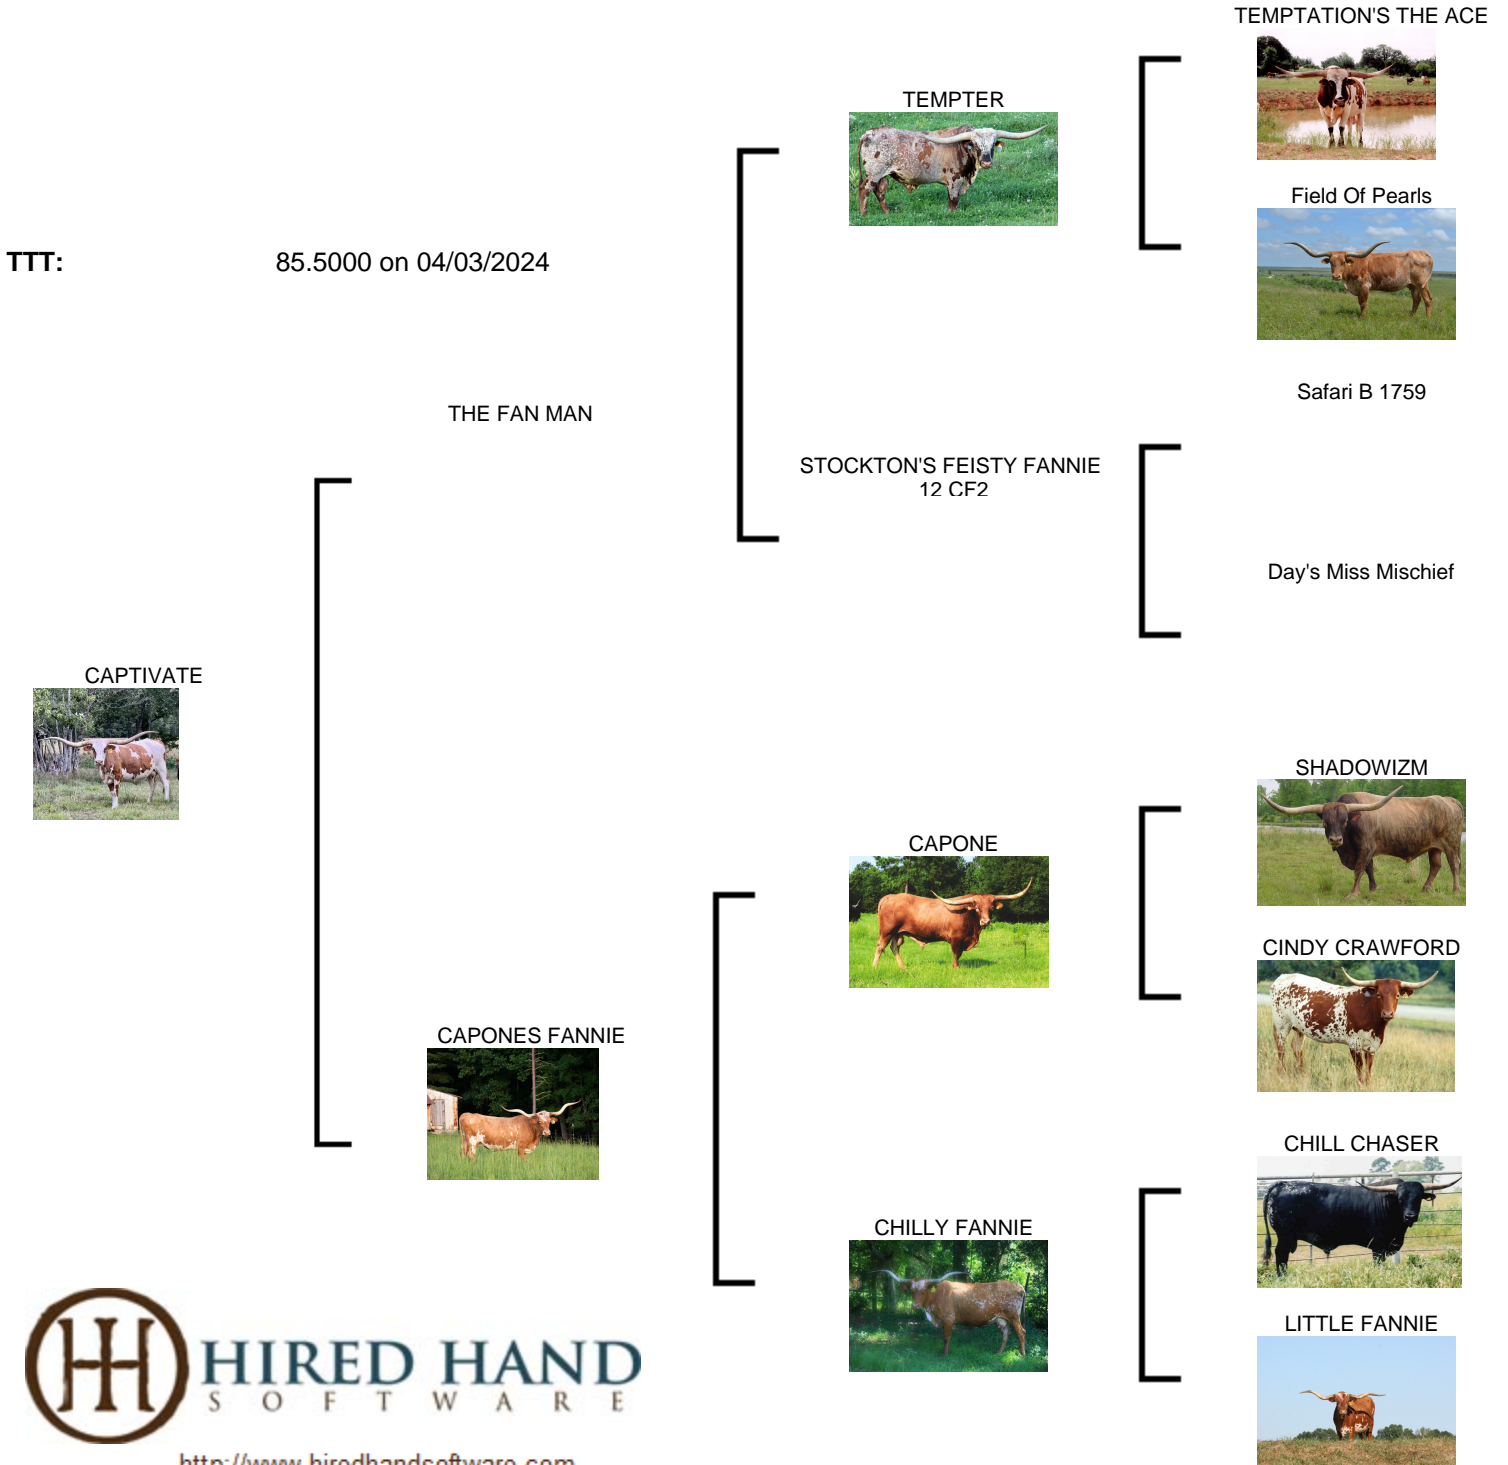 TEMPTATION'S THE ACE
TEMPTER
Field Of Pearls
TTT: 85.5000 on 04/03/2024
Safari B 1759
THE FAN MAN
STOCKTON'S FEISTY FANNIE
12 CF2
Day's Miss Mischief
CAPTIVATE
SHADOWIZM
CAPONE
CINDY CRAWFORD
CAPONES FANNIE
CHILL CHASER
CHILLY FANNIE
LITTLE FANNIE
HIRED HAND
SOFTWARE
http://www.hiredhandsoftware.com